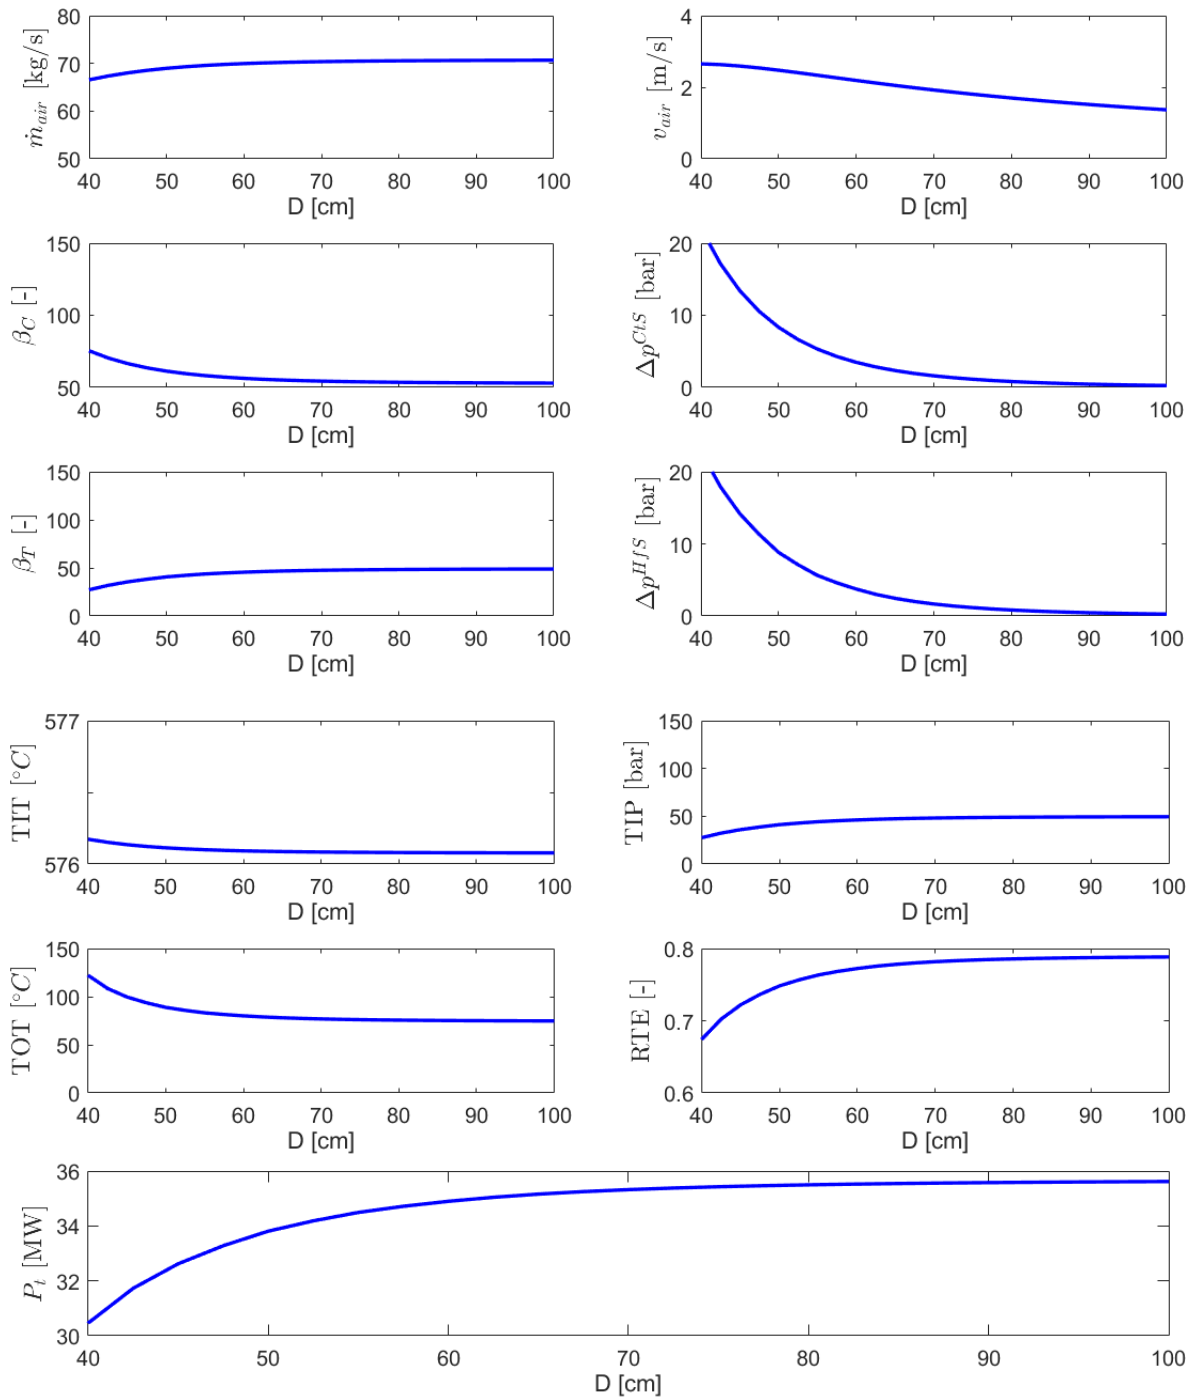 ṁ_air [kg/s]
80
70
60
50
40 50 60 70 80 90 100
D [cm]
v_air [m/s]
4
2
0
40 50 60 70 80 90 100
D [cm]
β_C [-]
150
100
50
40 50 60 70 80 90 100
D [cm]
Δp^CtS [bar]
20
10
0
40 50 60 70 80 90 100
D [cm]
β_T [-]
150
100
50
0
40 50 60 70 80 90 100
D [cm]
Δp^HfS [bar]
20
10
0
40 50 60 70 80 90 100
D [cm]
TIT [°C]
577
576
40 50 60 70 80 90 100
D [cm]
TIP [bar]
150
100
50
0
40 50 60 70 80 90 100
D [cm]
TOT [°C]
150
100
50
0
40 50 60 70 80 90 100
D [cm]
RTE [-]
0.8
0.7
0.6
40 50 60 70 80 90 100
D [cm]
P_t [MW]
36
34
32
30
40 50 60 70 80 90 100
D [cm]